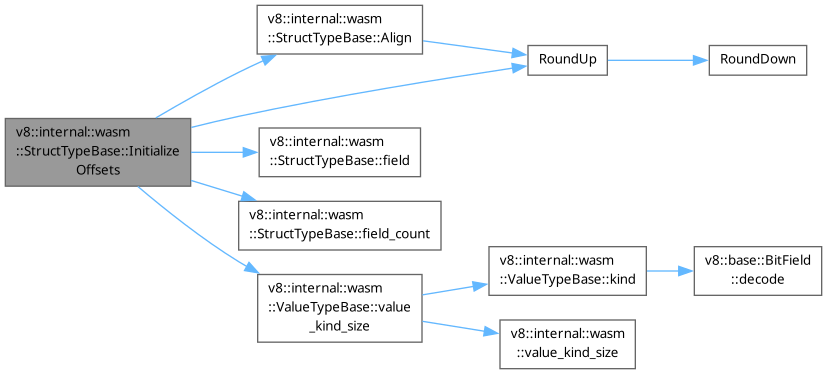 v8::internal::wasm
::StructTypeBase::Align
RoundUp
RoundDown
v8::internal::wasm
::StructTypeBase::Initialize
Offsets
v8::internal::wasm
::StructTypeBase::field
v8::internal::wasm
::StructTypeBase::field_count
v8::internal::wasm
::ValueTypeBase::kind
v8::base::BitField
::decode
v8::internal::wasm
::ValueTypeBase::value
_kind_size
v8::internal::wasm
::value_kind_size